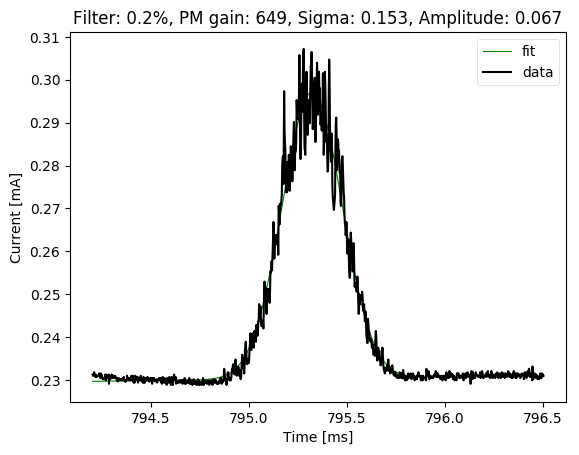 Filter: 0.2%, PM gain: 649, Sigma: 0.153, Amplitude: 0.067
0.31
0.30
0.29
0.28
0.27
0.26
0.25
0.24
0.23
Current [mA]
fit
data
794.5 795.0 795.5 796.0 796.5
Time [ms]